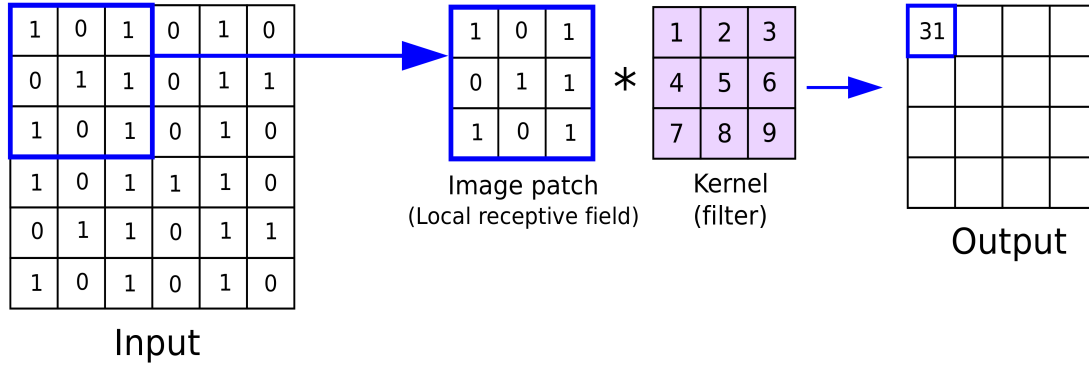 1 0 1 0 1 0
0 1 1 0 1 1
1 0 1 0 1 0
1 0 1 1 1 0
0 1 1 0 1 1
1 0 1 0 1 0
Input
1 0 1
0 1 1
1 0 1
Image patch
(Local receptive field)
*
1 2 3
4 5 6
7 8 9
Kernel
(filter)
31
Output